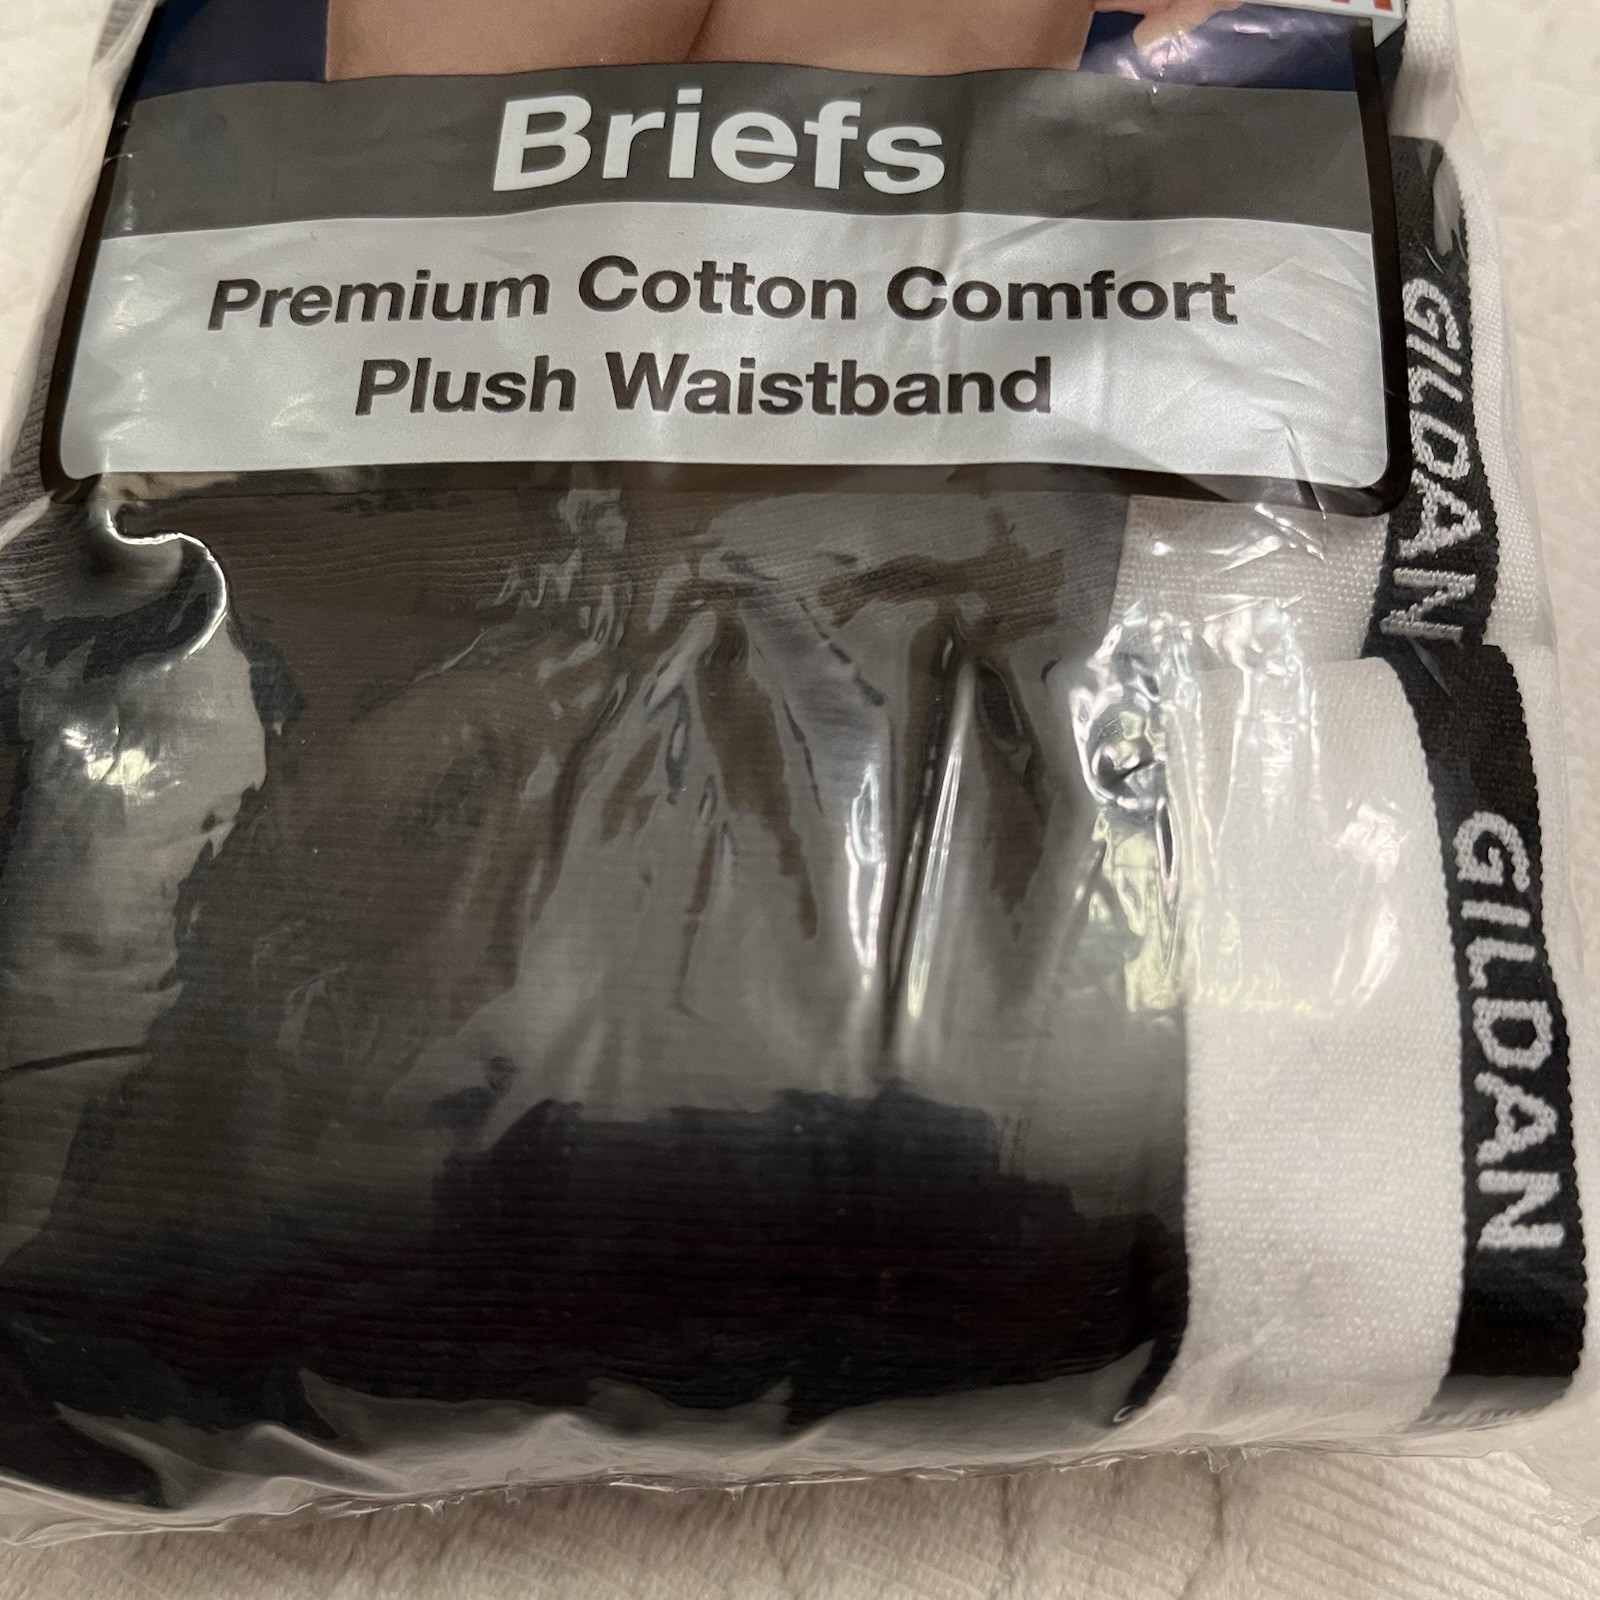 Briefs
Premium Cotton Comfort
Plush Waistband
GILDAN
GILDAN